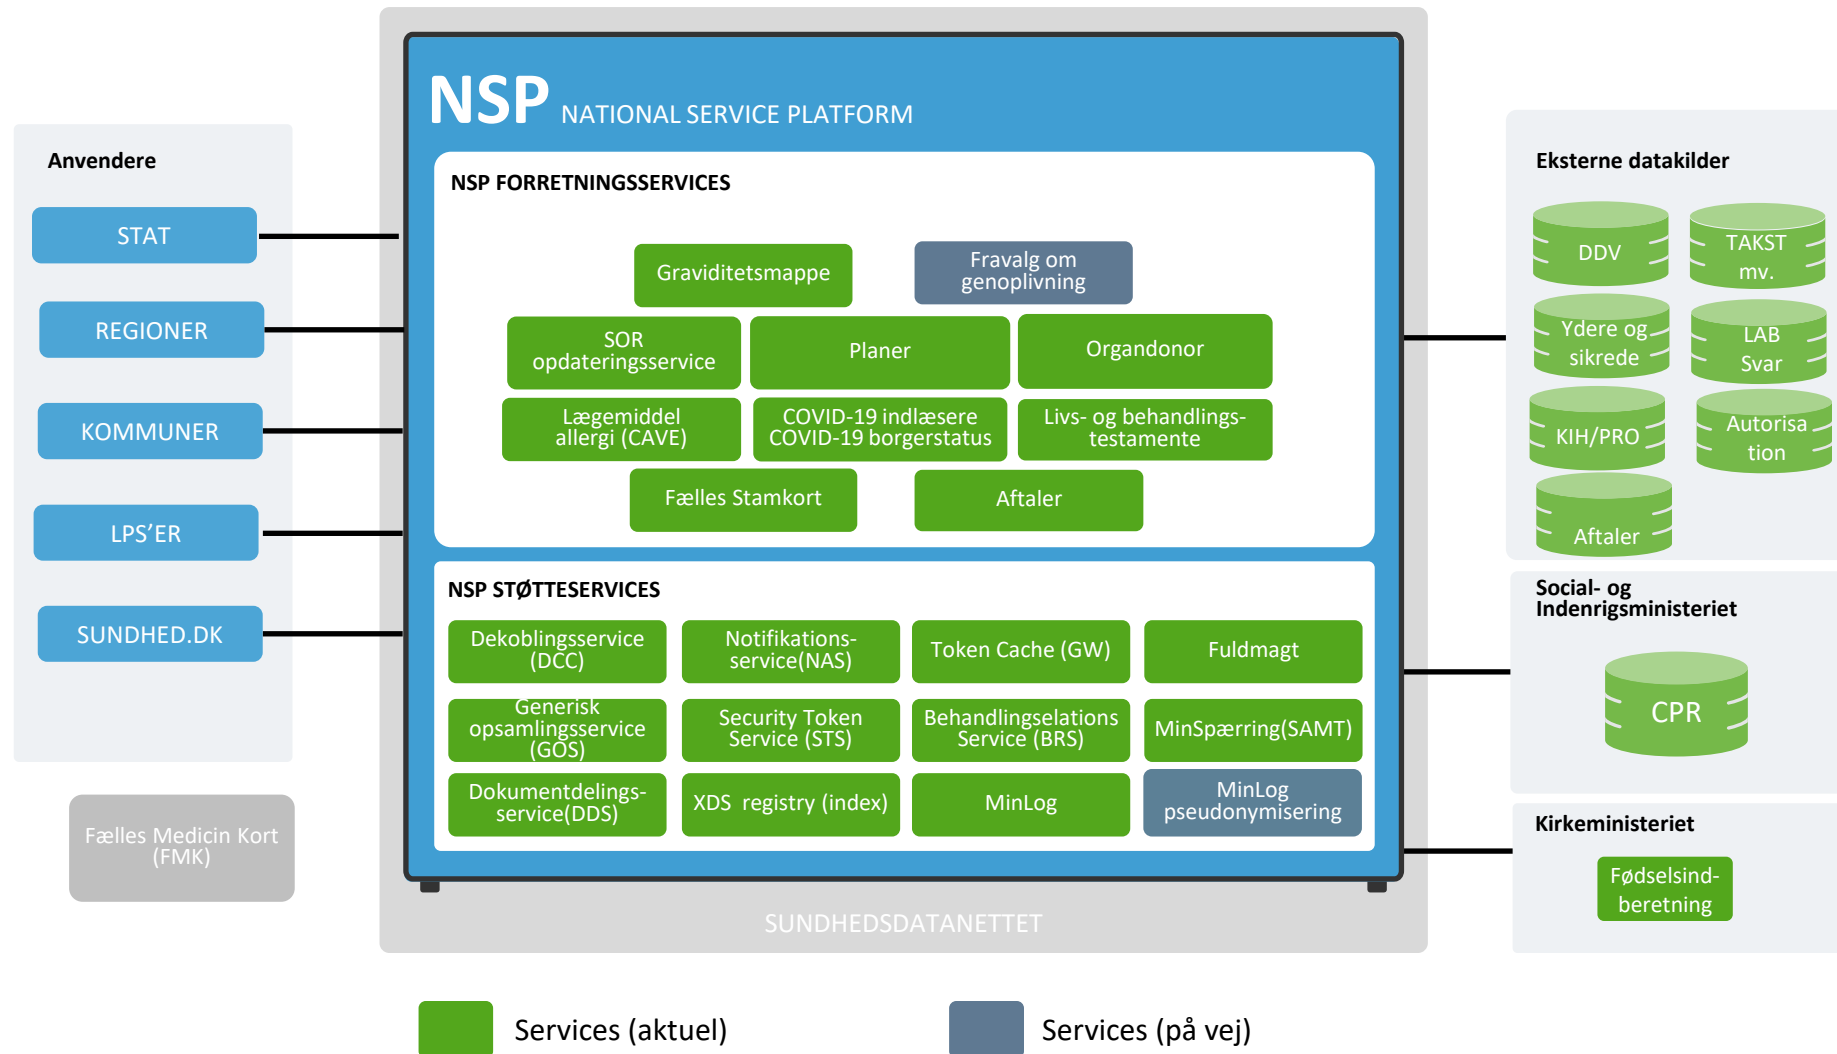 NSP NATIONAL SERVICE PLATFORM
Anvendere
STAT
REGIONER
KOMMUNER
LPS’ER
SUNDHED.DK
Fælles Medicin Kort
(FMK)
NSP FORRETNINGSSERVICES
Graviditetsmappe
Fravalg om
genoplivning
SOR
opdateringsservice
Planer
Organdonor
Lægemiddel
allergi (CAVE)
COVID-19 indlæsere
COVID-19 borgerstatus
Livs- og behandlings-
testamente
Fælles Stamkort
Aftaler
NSP STØTTESERVICES
Dekoblingsservice
(DCC)
Notifikations-
service(NAS)
Token Cache (GW)
Fuldmagt
Generisk
opsamlingsservice
(GOS)
Security Token
Service (STS)
Behandlingselations
Service (BRS)
MinSpærring(SAMT)
Dokumentdelings-
service(DDS)
XDS registry (index)
MinLog
MinLog
pseudonymisering
SUNDHEDSDATANETTET
Eksterne datakilder
DDV
TAKST
mv.
Ydere og
sikrede
LAB
Svar
KIH/PRO
Autorisa
tion
Aftaler
Social- og
Indenrigsministeriet
CPR
Kirkeministeriet
Fødselsind-
beretning
Services (aktuel)
Services (på vej)